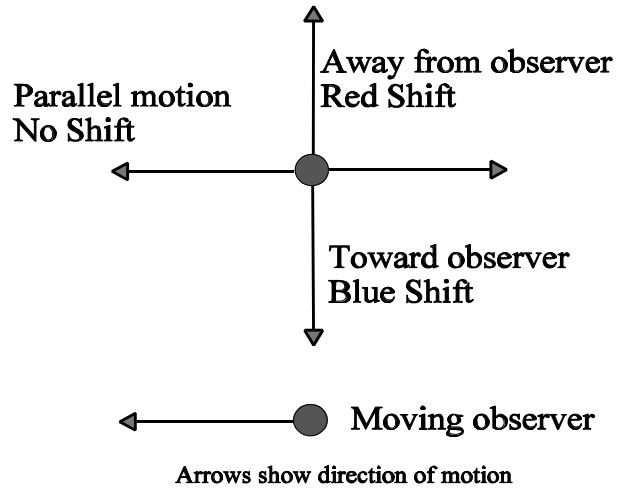 Away from observer
Red Shift
Parallel motion
No Shift
Toward observer
Blue Shift
Moving observer
Arrows show direction of motion